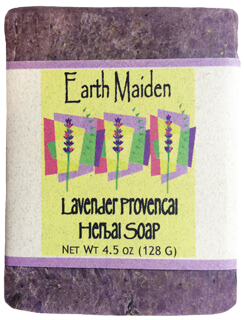 Earth Maiden
Lavender Provencal
Herbal Soap
Net Wt 4.5 oz (128 g)